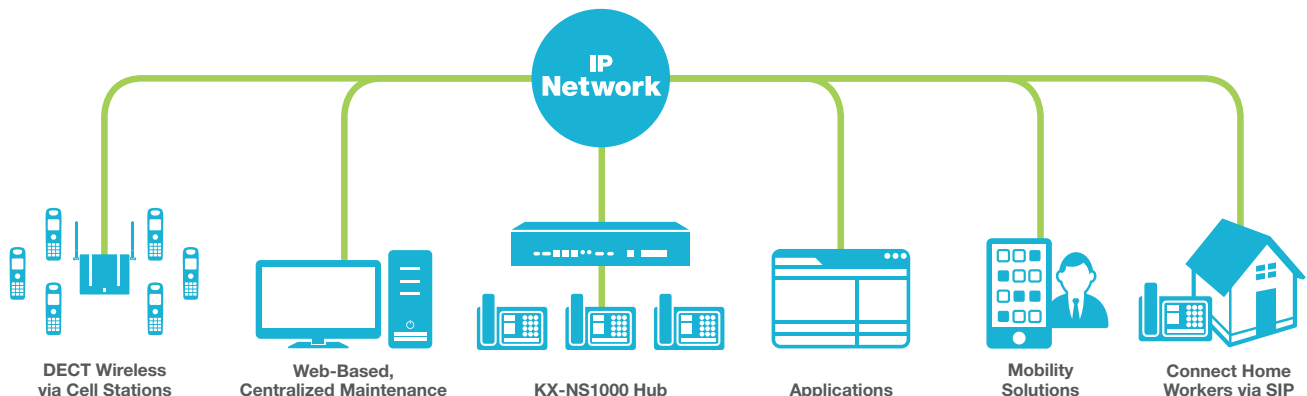 IP
Network
DECT Wireless
via Cell Stations
Web-Based,
Centralized Maintenance
KX-NS1000 Hub
Applications
Mobility
Solutions
Connect Home
Workers via SIP